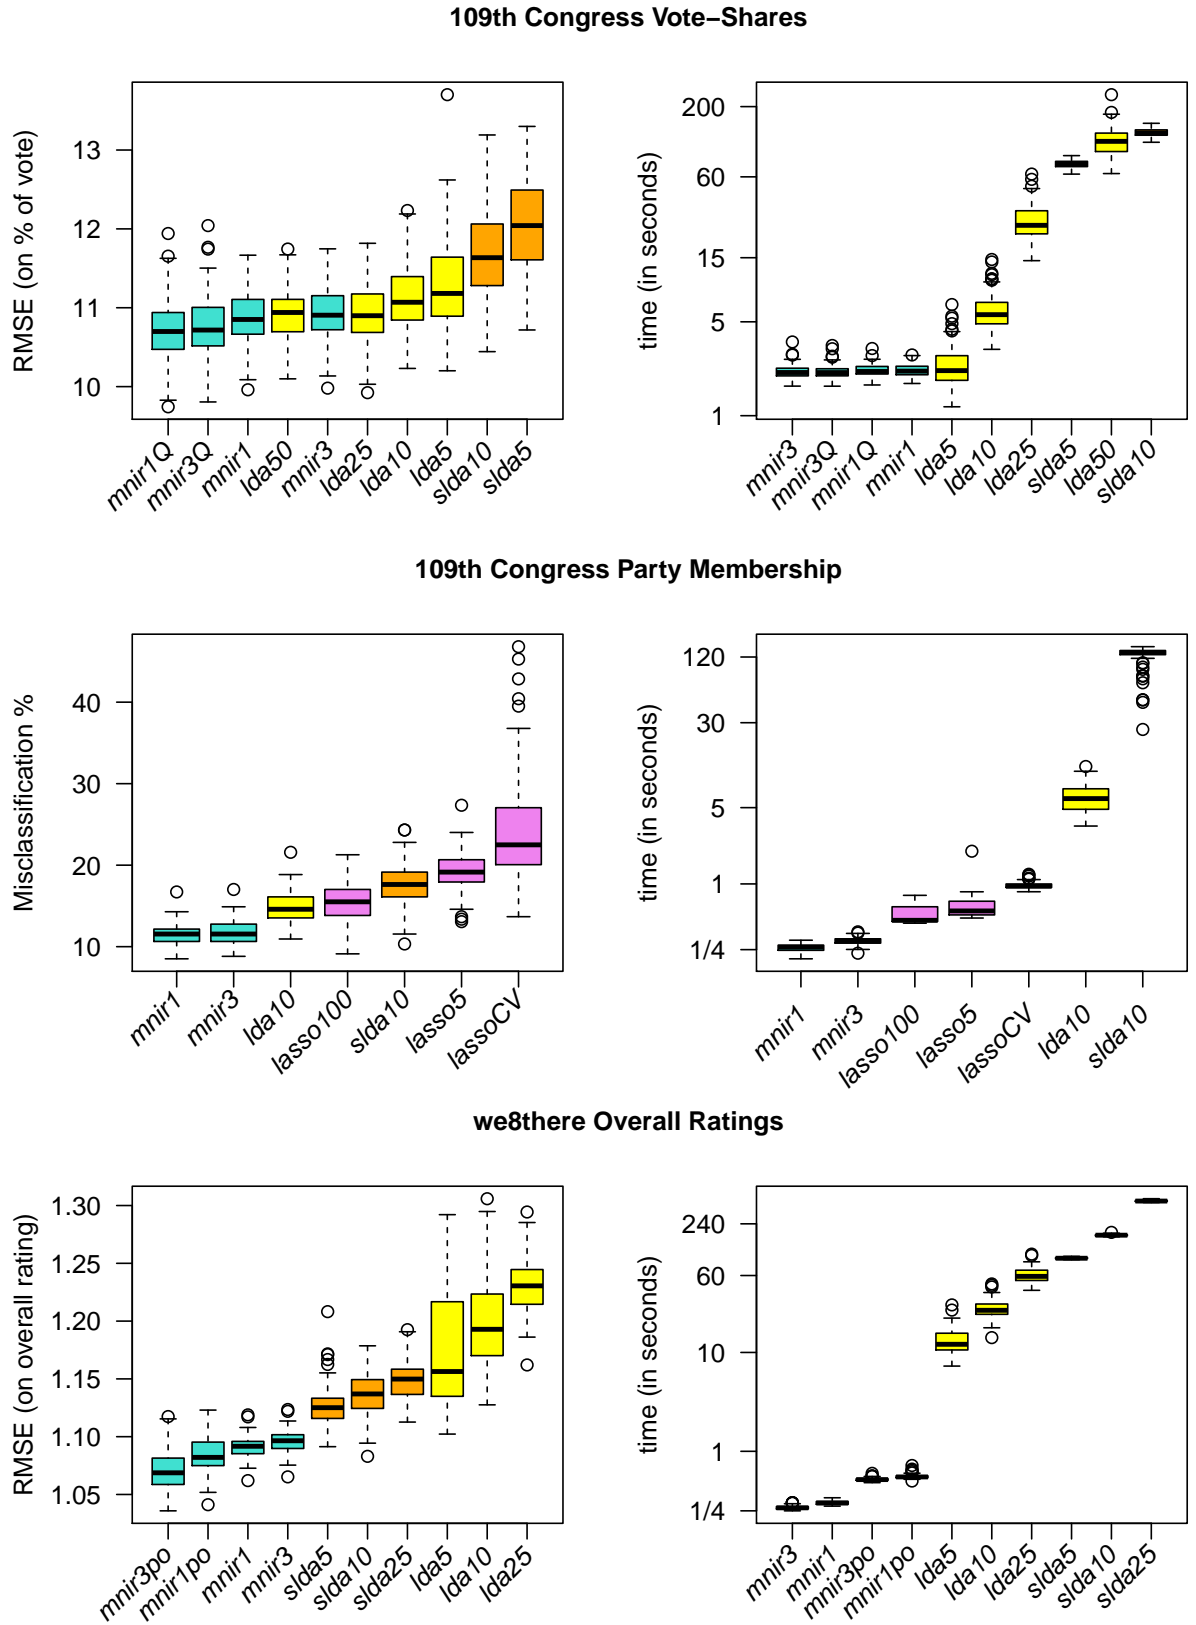 109th Congress Vote−Shares
RMSE (on % of vote)
13
12
11
10
mnir1Q
mnir3Q
mnir1
lda50
mnir3
lda25
lda10
lda5
slda10
slda5
time (in seconds)
200
60
15
5
1
mnir3
mnir3Q
mnir1Q
mnir1
lda5
lda10
lda25
slda5
lda50
slda10
109th Congress Party Membership
Misclassification %
40
30
20
10
mnir1
mnir3
lda10
lasso100
slda10
lasso5
lassoCV
time (in seconds)
120
30
5
1
1/4
mnir1
mnir3
lasso100
lasso5
lassoCV
lda10
slda10
we8there Overall Ratings
RMSE (on overall rating)
1.30
1.25
1.20
1.15
1.10
1.05
mnir3po
mnir1po
mnir1
mnir3
slda5
slda10
slda25
lda5
lda10
lda25
time (in seconds)
240
60
10
1
1/4
mnir3
mnir1
mnir3po
mnir1po
lda5
lda10
lda25
slda5
slda10
slda25